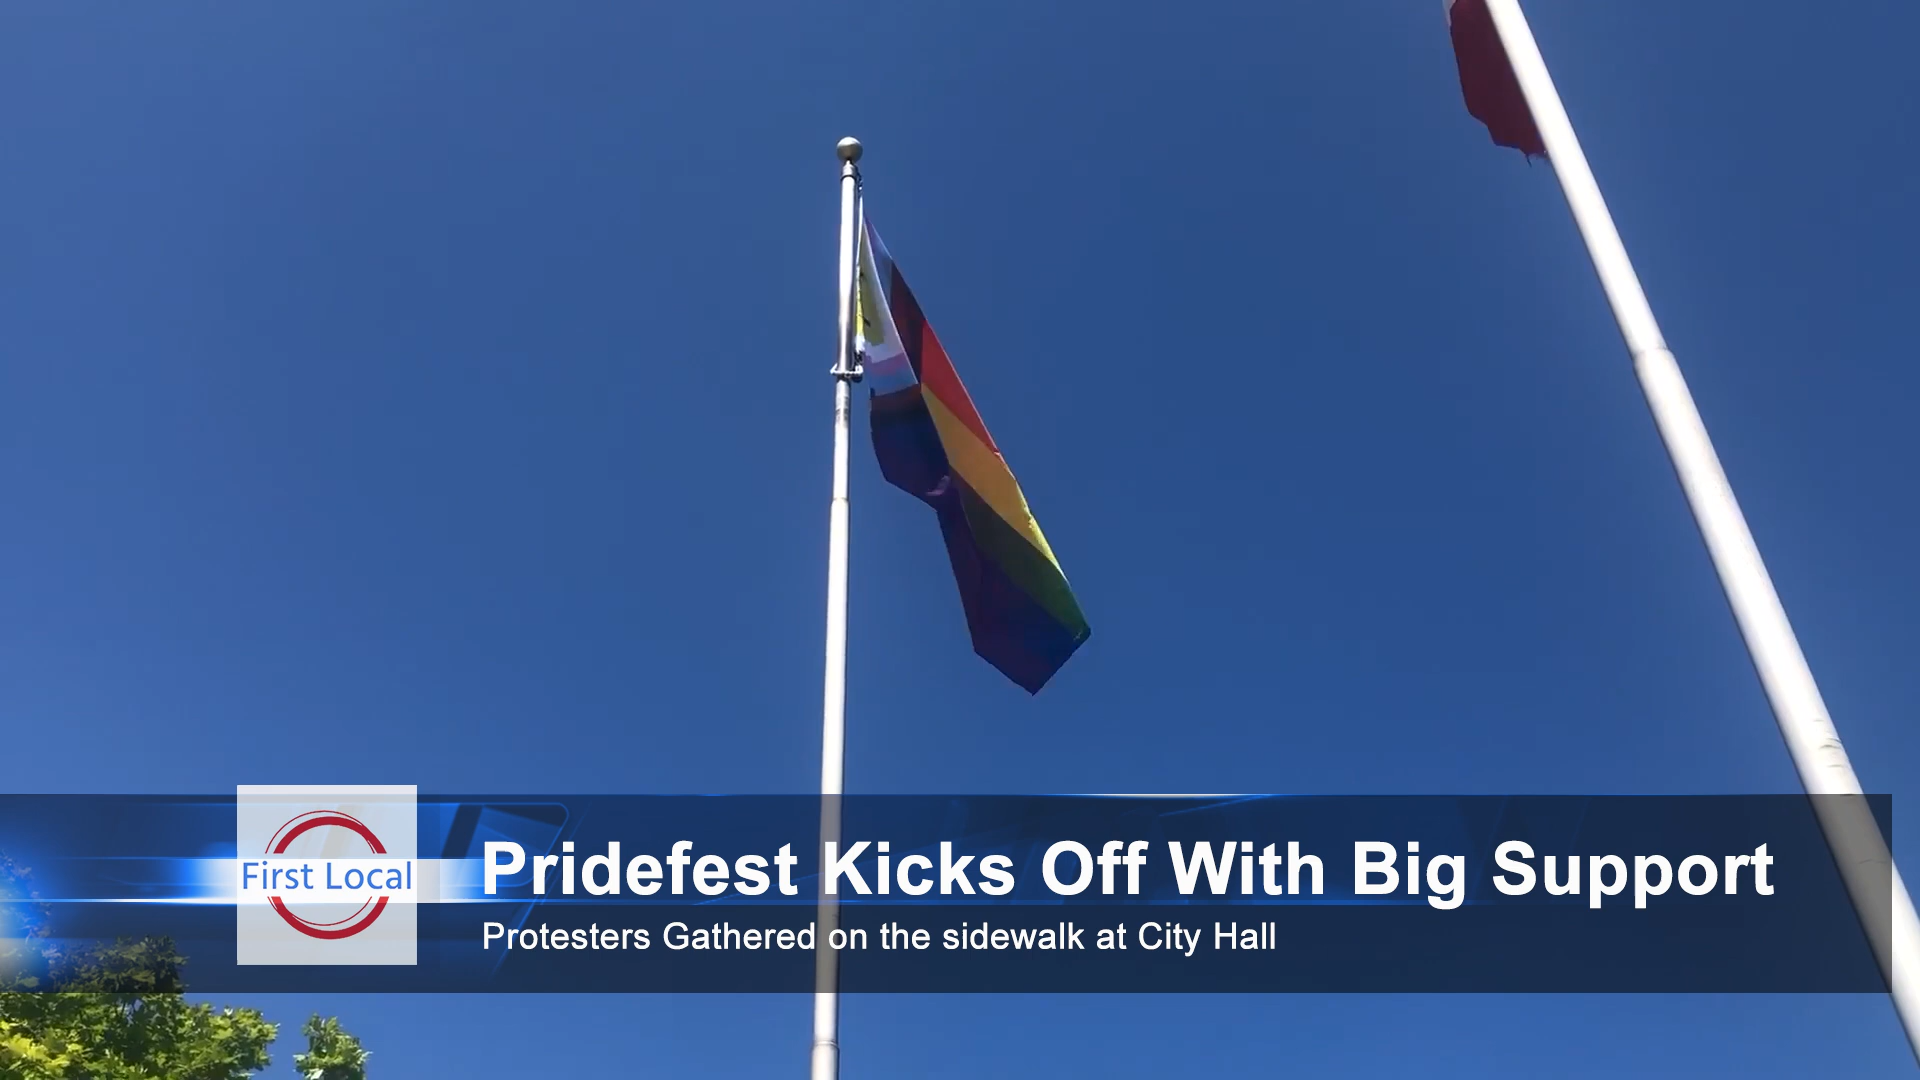 First Local
Pridefest Kicks Off With Big Support
Protesters Gathered on the sidewalk at City Hall